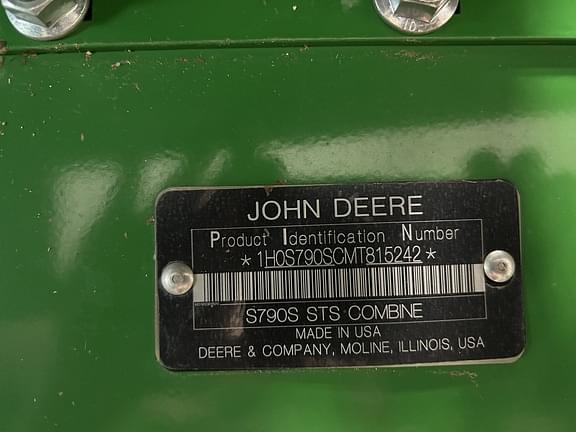 JOHN DEERE
Product Identification Number
*1H0S790SCMT815242*
S790S STS COMBINE
MADE IN USA
DEERE & COMPANY, MOLINE, ILLINOIS, USA